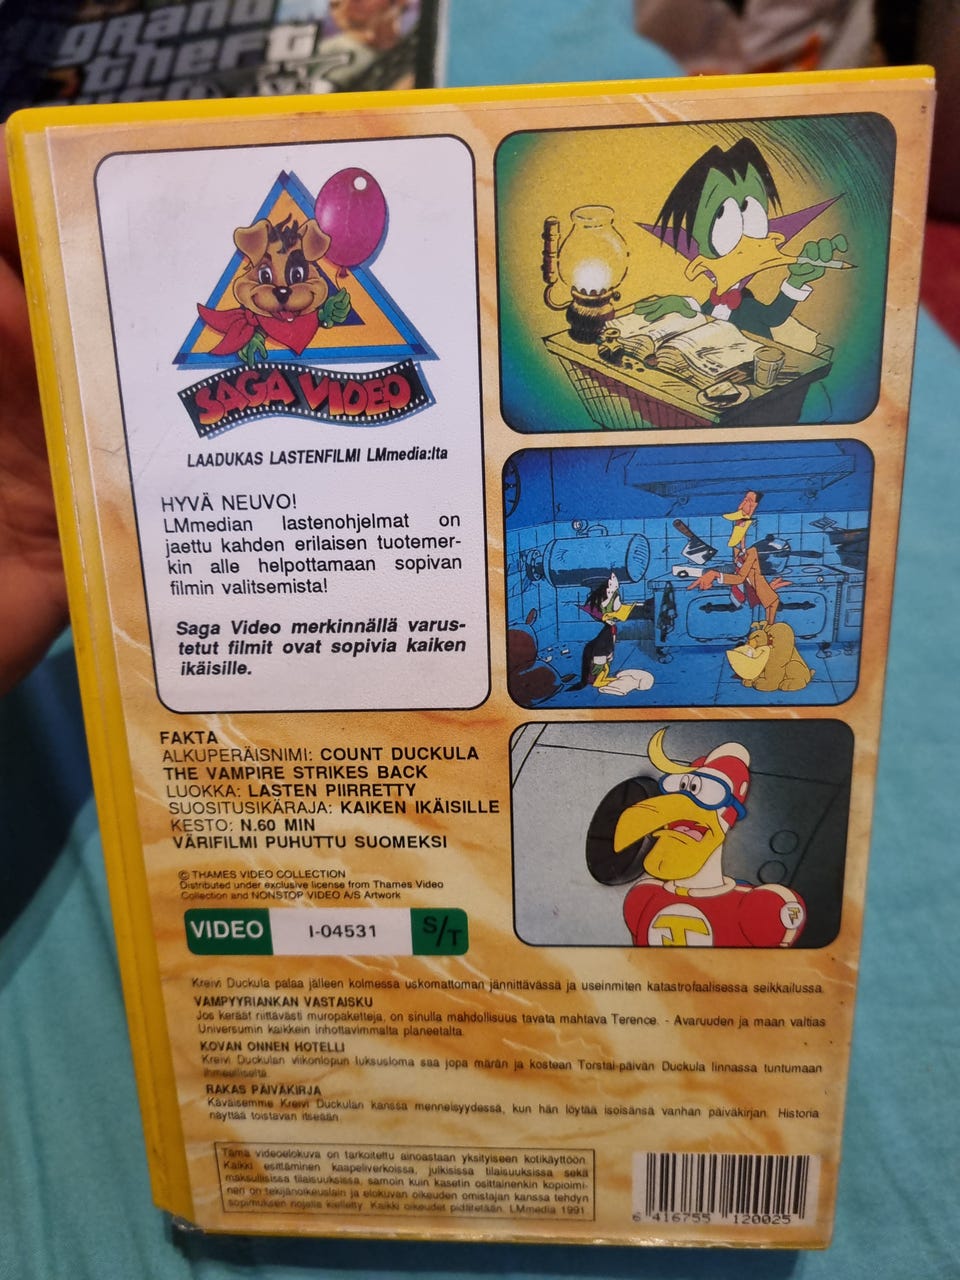 grand
theft
SAGA VIDEO
LAADUKAS LASTENFILMI LMmedia:lta
HYVÄ NEUVO!
LMmedian lastenohjelmat on
jaettu kahden erilaisen tuotemer-
kin alle helpottamaan sopivan
filmin valitsemista!
Saga Video merkinnällä varus-
tetut filmit ovat sopivia kaiken
ikäisille.
FAKTA
ALKUPERÄISNIMI: COUNT DUCKULA
THE VAMPIRE STRIKES BACK
LUOKKA: LASTEN PIIRRETTY
SUOSITUSIKÄRAJA: KAIKEN IKÄISILLE
KESTO: N.60 MIN
VÄRIFILMI PUHUTTU SUOMEKSI
© THAMES VIDEO COLLECTION
Distributed under exclusive license from Thames Video
Collection and NONSTOP VIDEO A/S Artwork
VIDEO I-04531 S/T
T
Kreivi Duckula palaa jälleen kolmessa uskomattoman jännittävässä ja useinmiten katastrofaalisessa seikkailussa.
VAMPYYRIANKAN VASTAISKU
Jos keräät riittävästi muropaketteja, on sinulla mahdollisuus tavata mahtava Terence. - Avaruuden ja maan valtias
Universumin kaikkein inhottavimmalta planeetalta.
KOVAN ONNEN HOTELLI
Kreivi Duckulan viikonlopun luksusloma saa jopa märän ja kostean Torstai-päivän Duckula linnassa tuntumaan
ihmeelliseltä.
RAKAS PÄIVÄKIRJA
Käväisemme Kreivi Duckulan kanssa menneisyydessä, kun hän löytää isoisänsä vanhan päiväkirjan. Historia
näyttää toistavan itseään.
Tämä videoelokuva on tarkoitettu ainoastaan yksityiseen kotikäyttöön.
Kaikki esittäminen kaapeliverkoissa, julkisissa tilaisuuksissa sekä
maksullisissa tilaisuuksissa, samoin kuin kasetin osittainenkin kopioimi-
nen on tekijänoikeuslain ja elokuvan oikeuden omistajan kanssa tehdyn
sopimuksen nojalla kielletty. Kaikki oikeudet pidätetään. LMmedia 1991
6 416755 120025